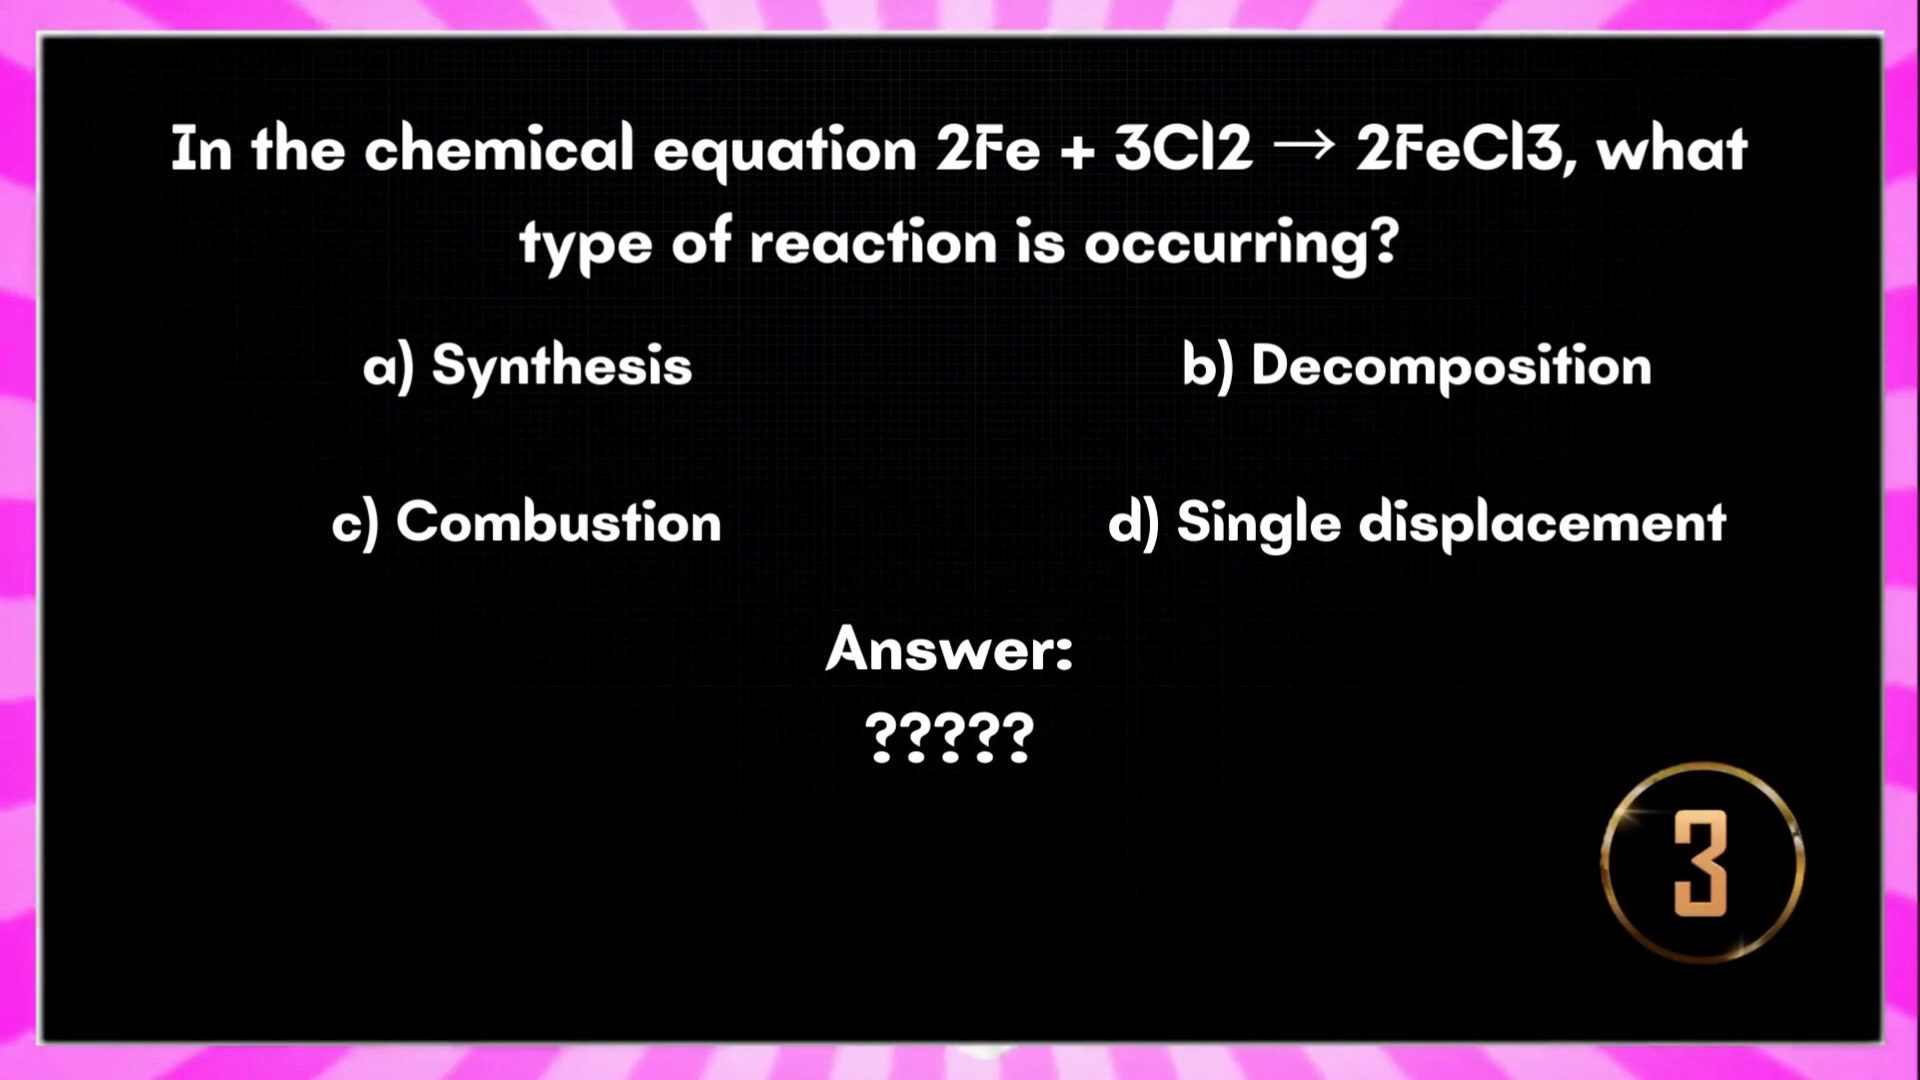 In the chemical equation 2Fe + 3Cl2 → 2FeCl3, what
type of reaction is occurring?
a) Synthesis
b) Decomposition
c) Combustion
d) Single displacement
Answer:
?????
3